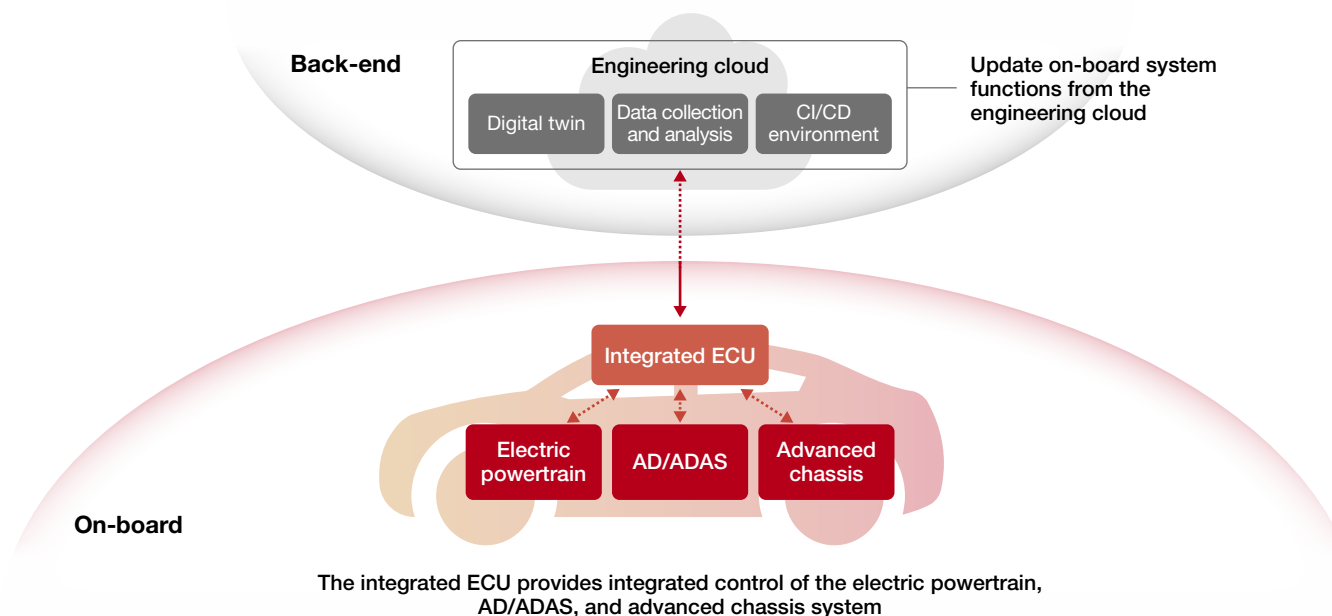 Back-end
Engineering cloud
Digital twin
Data collection
and analysis
CI/CD
environment
Update on-board system
functions from the
engineering cloud
Integrated ECU
Electric
powertrain
AD/ADAS
Advanced
chassis
On-board
The integrated ECU provides integrated control of the electric powertrain,
AD/ADAS, and advanced chassis system